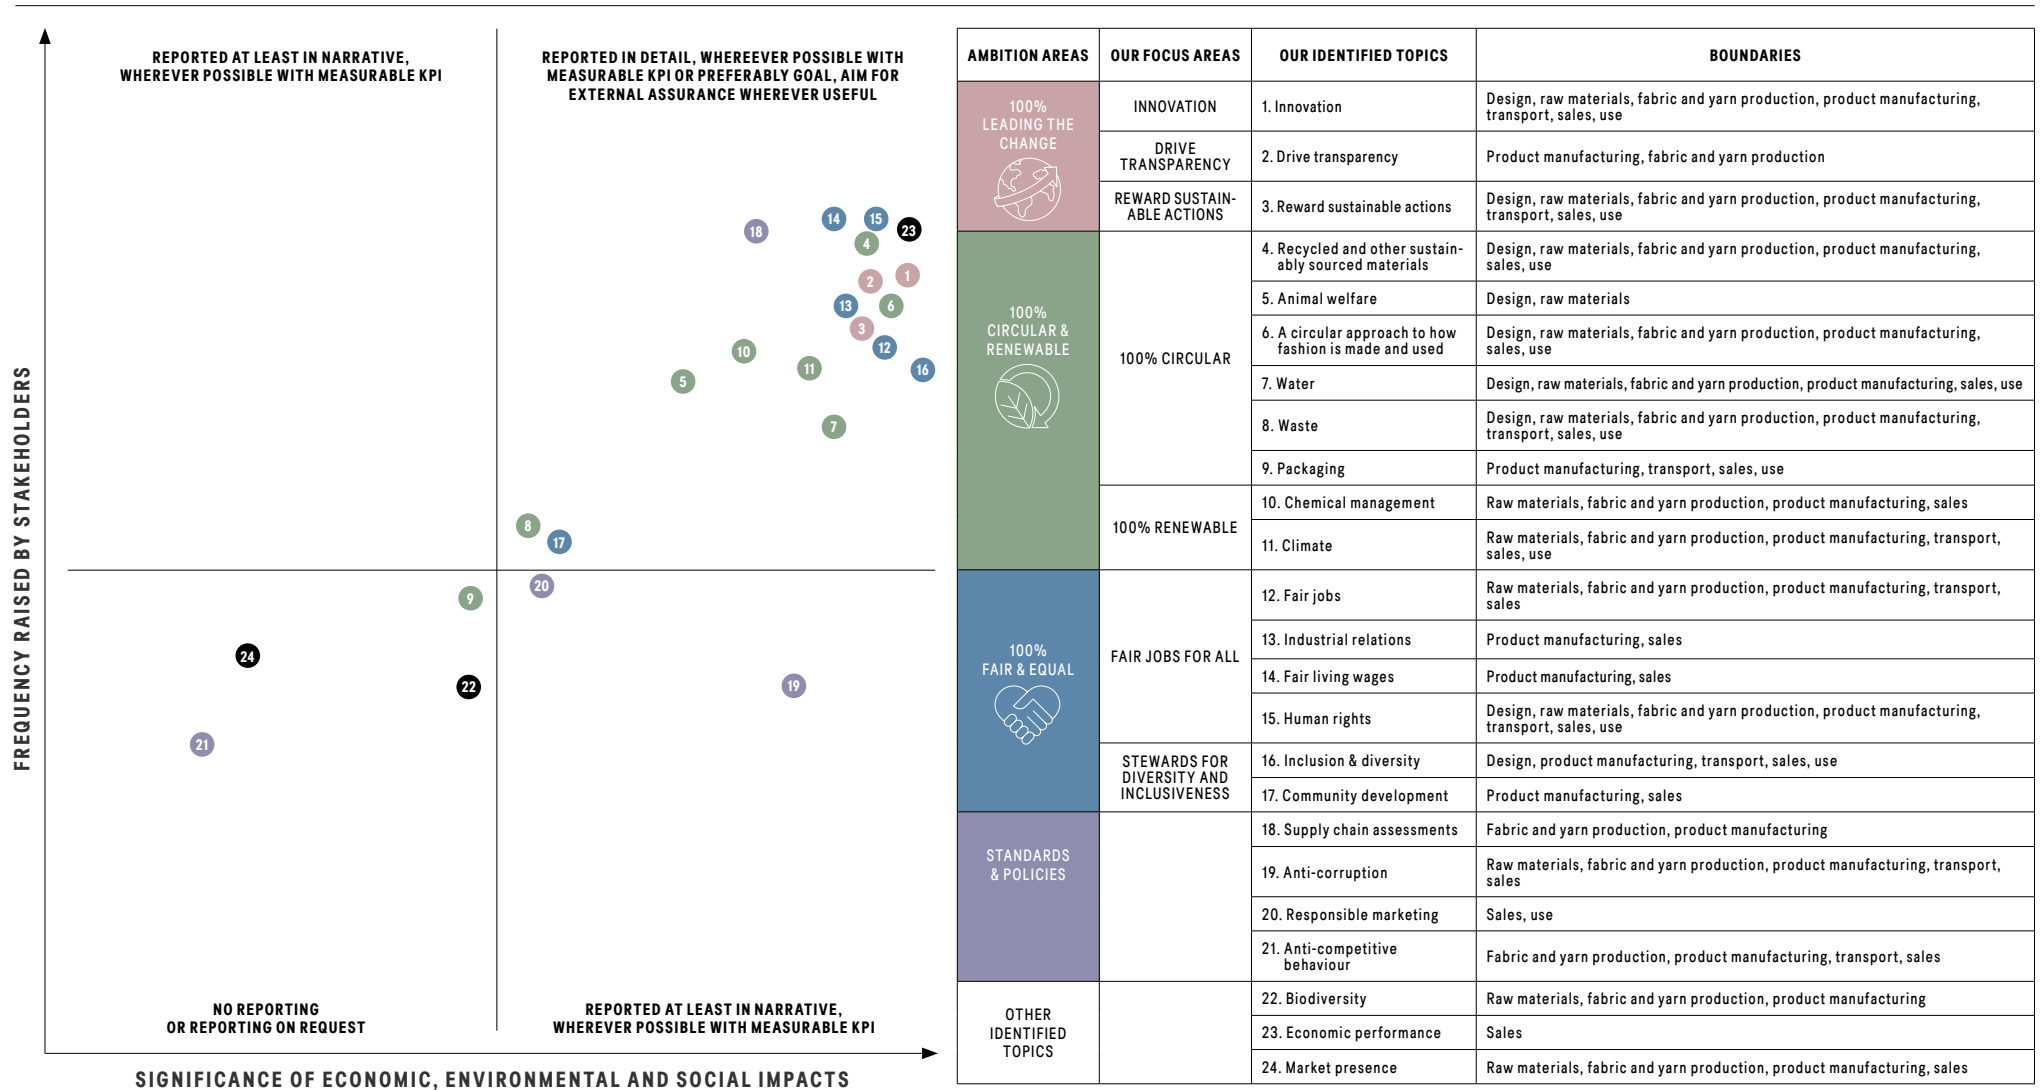 REPORTED AT LEAST IN NARRATIVE,
WHEREVER POSSIBLE WITH MEASURABLE KPI
REPORTED IN DETAIL, WHEREEVER POSSIBLE WITH
MEASURABLE KPI OR PREFERABLY GOAL, AIM FOR
EXTERNAL ASSURANCE WHEREVER USEFUL
FREQUENCY RAISED BY STAKEHOLDERS
14
15
18
23
4
1
2
13
6
3
12
10
11
16
5
7
8
17
20
9
24
22
19
21
NO REPORTING
OR REPORTING ON REQUEST
REPORTED AT LEAST IN NARRATIVE,
WHEREVER POSSIBLE WITH MEASURABLE KPI
SIGNIFICANCE OF ECONOMIC, ENVIRONMENTAL AND SOCIAL IMPACTS
AMBITION AREAS
OUR FOCUS AREAS
OUR IDENTIFIED TOPICS
BOUNDARIES
100%
LEADING THE
CHANGE
INNOVATION
1. Innovation
Design, raw materials, fabric and yarn production, product manufacturing,
transport, sales, use
DRIVE
TRANSPARENCY
2. Drive transparency
Product manufacturing, fabric and yarn production
REWARD SUSTAIN-
ABLE ACTIONS
3. Reward sustainable actions
Design, raw materials, fabric and yarn production, product manufacturing,
transport, sales, use
100%
CIRCULAR &
RENEWABLE
100% CIRCULAR
4. Recycled and other sustain-
ably sourced materials
Design, raw materials, fabric and yarn production, product manufacturing,
sales, use
5. Animal welfare
Design, raw materials
6. A circular approach to how
fashion is made and used
Design, raw materials, fabric and yarn production, product manufacturing,
sales, use
7. Water
Design, raw materials, fabric and yarn production, product manufacturing, sales, use
8. Waste
Design, raw materials, fabric and yarn production, product manufacturing,
transport, sales, use
9. Packaging
Product manufacturing, transport, sales, use
100% RENEWABLE
10. Chemical management
Raw materials, fabric and yarn production, product manufacturing, sales
11. Climate
Raw materials, fabric and yarn production, product manufacturing, transport,
sales, use
100%
FAIR & EQUAL
FAIR JOBS FOR ALL
12. Fair jobs
Raw materials, fabric and yarn production, product manufacturing, transport,
sales
13. Industrial relations
Product manufacturing, sales
14. Fair living wages
Product manufacturing, sales
15. Human rights
Design, raw materials, fabric and yarn production, product manufacturing,
transport, sales, use
STEWARDS FOR
DIVERSITY AND
INCLUSIVENESS
16. Inclusion & diversity
Design, product manufacturing, transport, sales, use
17. Community development
Product manufacturing, sales
STANDARDS
& POLICIES
18. Supply chain assessments
Fabric and yarn production, product manufacturing
19. Anti-corruption
Raw materials, fabric and yarn production, product manufacturing, transport,
sales
20. Responsible marketing
Sales, use
21. Anti-competitive
behaviour
Fabric and yarn production, product manufacturing, transport, sales
OTHER
IDENTIFIED
TOPICS
22. Biodiversity
Raw materials, fabric and yarn production, product manufacturing
23. Economic performance
Sales
24. Market presence
Raw materials, fabric and yarn production, product manufacturing, sales